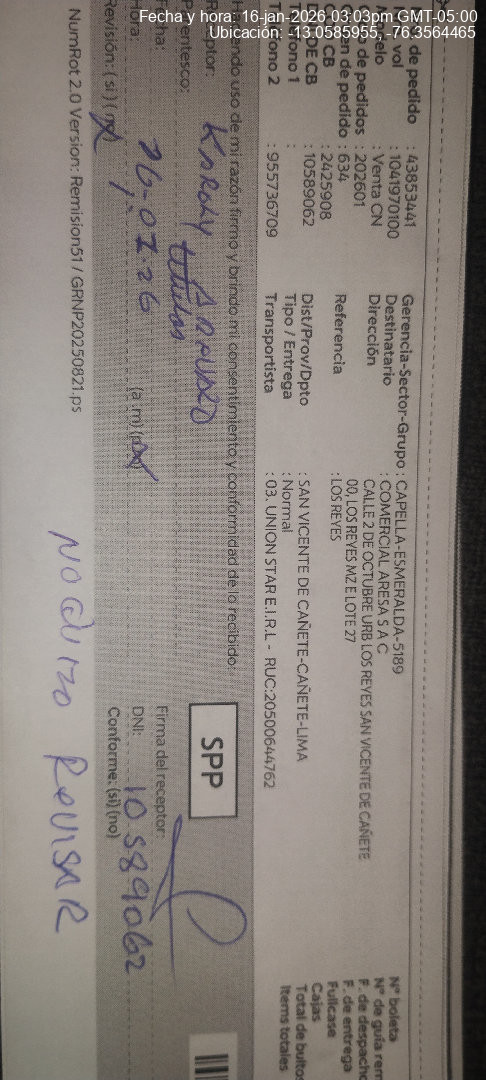 Fecha y hora: 16-jan-2026 03:03pm GMT-05:00
Ubicación: -13.0585955, -76.3564465
de pedido : 43853441
vol : 1041970100
: Venta CN
de pedidos : 202601
en de pedido : 634
CB : 2425908
DE CB : 10589062
Teléfono 1 :
Teléfono 2 : 955736709
Gerencia-Sector-Grupo : CAPELLA-ESMERALDA-5189
Destinatario : COMERCIAL ARESA S A C
Dirección : CALLE 2 DE OCTUBRE URB LOS REYES SAN VICENTE DE CAÑETE
00, LOS REYES MZ E LOTE 27
Referencia : LOS REYES
Dist/Prov/Dpto : SAN VICENTE DE CAÑETE-CAÑETE-LIMA
Tipo / Entrega : Normal
Transportista : 03. UNION STAR E.I.R.L - RUC:20500644762
N° boleta
N° de guía rem
F. de despacho
F. de entrega
Fullcase
Cajas
Total de bultos
Items totales
Haciendo uso de mi razón firmo y brindo mi consentimiento y conformidad de lo recibido:
SPP
Receptor:
Parentesco: titular
Fecha:
Hora: (a.m)
Firma del receptor:
DNI: 10589062
Revisión: (si) (no)
Conforme: (si) (no)
NumRot 2.0 Version: Remision51 / GRNP20250821.ps
REVISAR